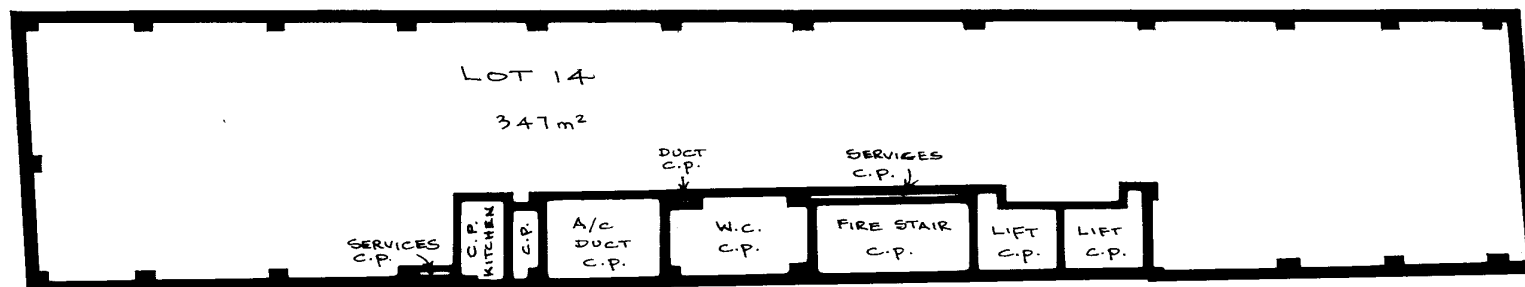 LOT 14
347m²
DUCT
C.P.
SERVICES
C.P.
SERVICES
C.P.
C.P.
KITCHEN
C.P.
A/C
DUCT
C.P.
W.C.
C.P.
FIRE STAIR
C.P.
LIFT
C.P.
LIFT
C.P.